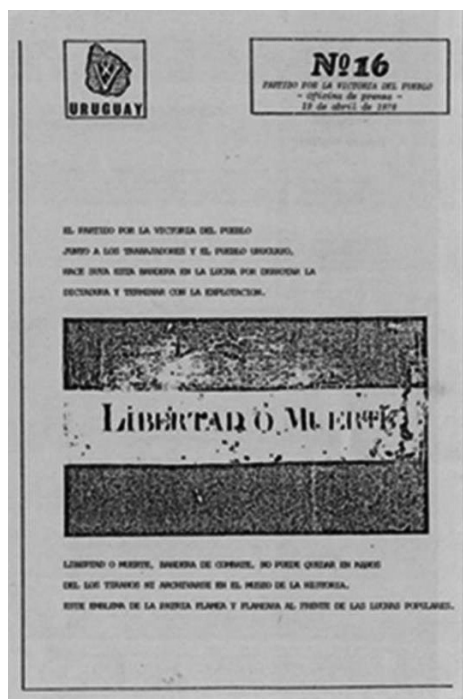 URUGUAY
Nº16
PARTIDO POR LA VICTORIA DEL PUEBLO
- Oficina de prensa -
19 de abril de 1976
EL PARTIDO POR LA VICTORIA DEL PUEBLO
JUNTO A LOS TRABAJADORES Y EL PUEBLO URUGUAYO,
HACE SUYA ESTA BANDERA EN LA LUCHA POR DERROTAR LA
DICTADURA Y TERMINAR CON LA EXPLOTACION.
LIBERTAD Ó MUERTE
LIBERTAD O MUERTE, BANDERA DE COMBATE, NO PUEDE QUEDAR EN MANOS
DEL LOS TIRANOS NI ARCHIVARSE EN EL MUSEO DE LA HISTORIA.
ESTE EMBLEMA DE LA PATRIA FLAMEA Y FLAMEARA AL FRENTE DE LAS LUCHAS POPULARES.